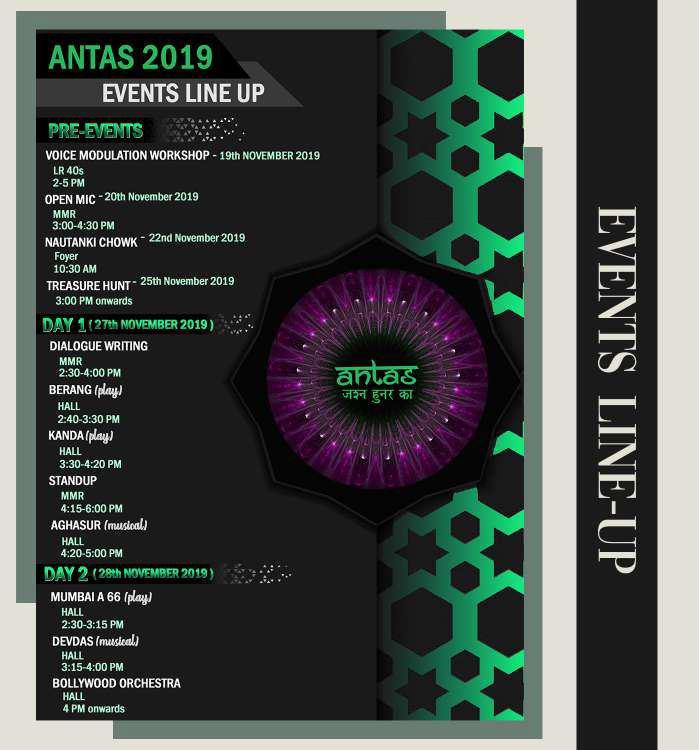 ANTAS 2019
EVENTS LINE UP
PRE-EVENTS
VOICE MODULATION WORKSHOP - 19th NOVEMBER 2019
LR 40s
2-5 PM
OPEN MIC - 20th November 2019
MMR
3:00-4:30 PM
NAUTANKI CHOWK - 22nd November 2019
Foyer
10:30 AM
TREASURE HUNT - 25th November 2019
3:00 PM onwards
DAY 1 ( 27th NOVEMBER 2019 )
DIALOGUE WRITING
MMR
2:30-4:00 PM
BERANG (play)
HALL
2:40-3:30 PM
KANDA (play)
HALL
3:30-4:20 PM
STANDUP
MMR
4:15-6:00 PM
AGHASUR (musical)
HALL
4:20-5:00 PM
DAY 2 ( 28th NOVEMBER 2019 )
MUMBAI A 66 (play)
HALL
2:30-3:15 PM
DEVDAS (musical)
HALL
3:15-4:00 PM
BOLLYWOOD ORCHESTRA
HALL
4 PM onwards
antas
जश्न हुनर का
EVENTS LINE-UP